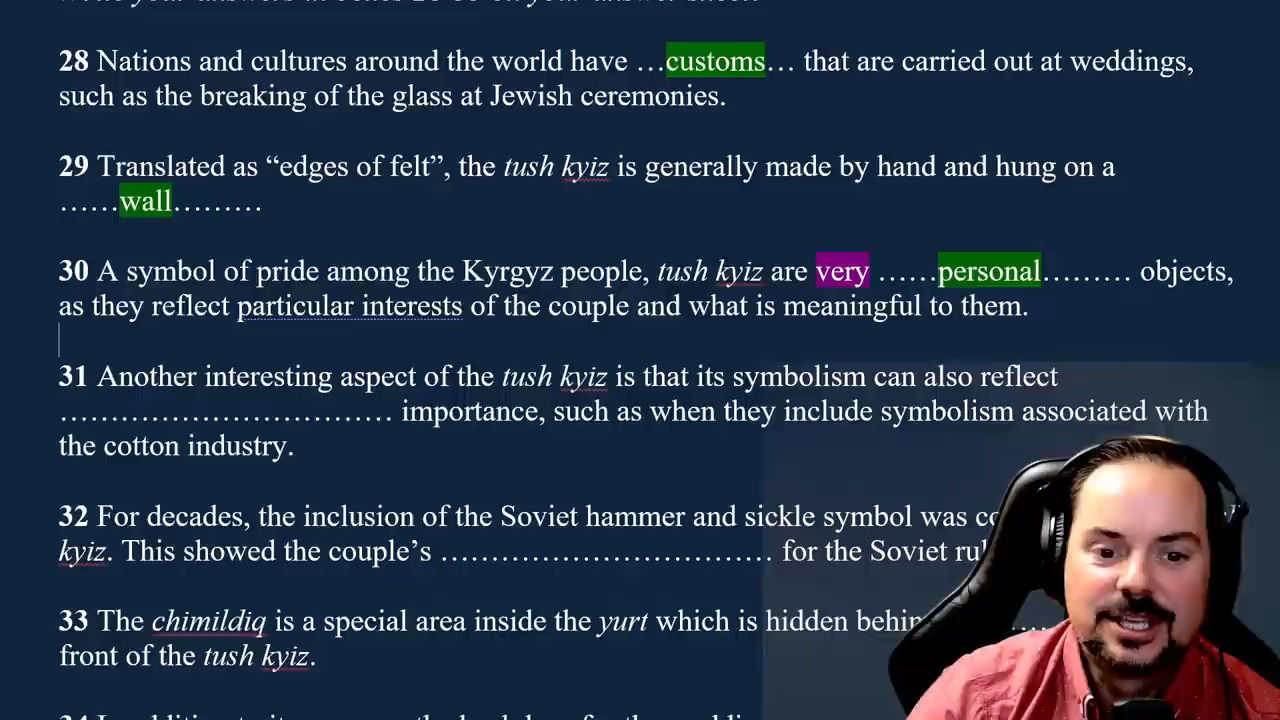 28 Nations and cultures around the world have …customs… that are carried out at weddings,
such as the breaking of the glass at Jewish ceremonies.
29 Translated as “edges of felt”, the tush kyiz is generally made by hand and hung on a
……wall………
30 A symbol of pride among the Kyrgyz people, tush kyiz are very ……personal……… objects,
as they reflect particular interests of the couple and what is meaningful to them.
31 Another interesting aspect of the tush kyiz is that its symbolism can also reflect
…………………………… importance, such as when they include symbolism associated with
the cotton industry.
32 For decades, the inclusion of the Soviet hammer and sickle symbol was
kyiz. This showed the couple’s …………………………… for the Soviet
33 The chimildiq is a special area inside the yurt which is hidden
front of the tush kyiz.